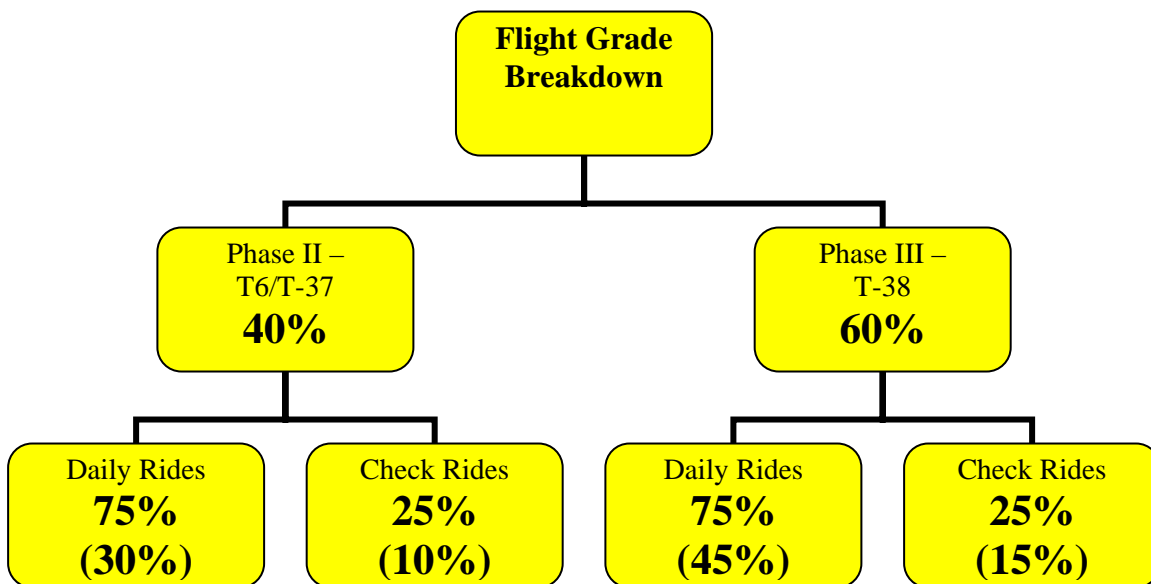 Flight Grade
Breakdown
Phase II –
T6/T-37
40%
Phase III –
T-38
60%
Daily Rides
75%
(30%)
Check Rides
25%
(10%)
Daily Rides
75%
(45%)
Check Rides
25%
(15%)